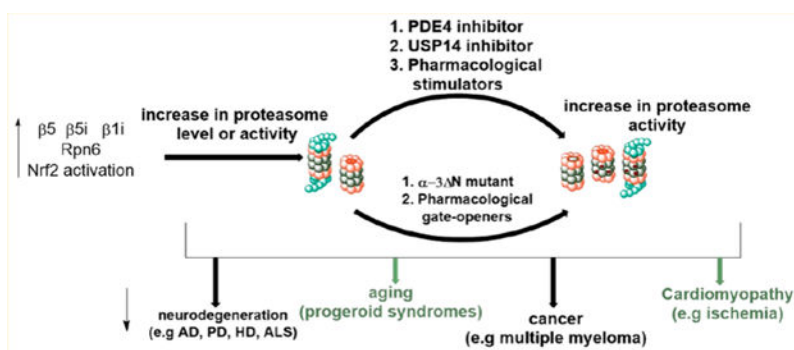 1. PDE4 inhibitor
2. USP14 inhibitor
3. Pharmacological
stimulators
β5 β5i β1i
Rpn6
Nrf2 activation
increase in proteasome
level or activity
increase in proteasome
activity
1. α-3ΔN mutant
2. Pharmacological
gate-openers
neurodegeneration
(e.g AD, PD, HD, ALS)
aging
(progeroid syndromes)
cancer
(e.g multiple myeloma)
Cardiomyopathy
(e.g ischemia)